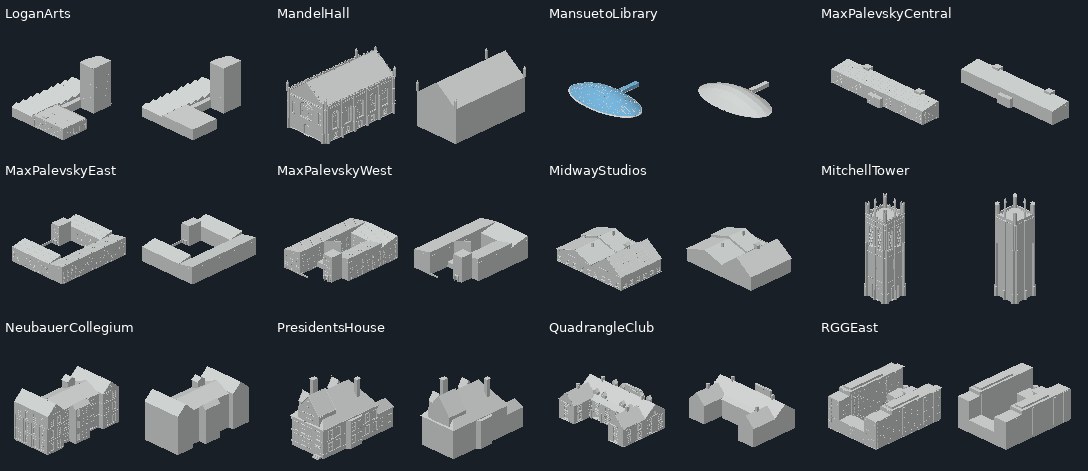 LoganArts
MandelHall
MansuetoLibrary
MaxPalevskyCentral
MaxPalevskyEast
MaxPalevskyWest
MidwayStudios
MitchellTower
NeubauerCollegium
PresidentsHouse
QuadrangleClub
RGGEast